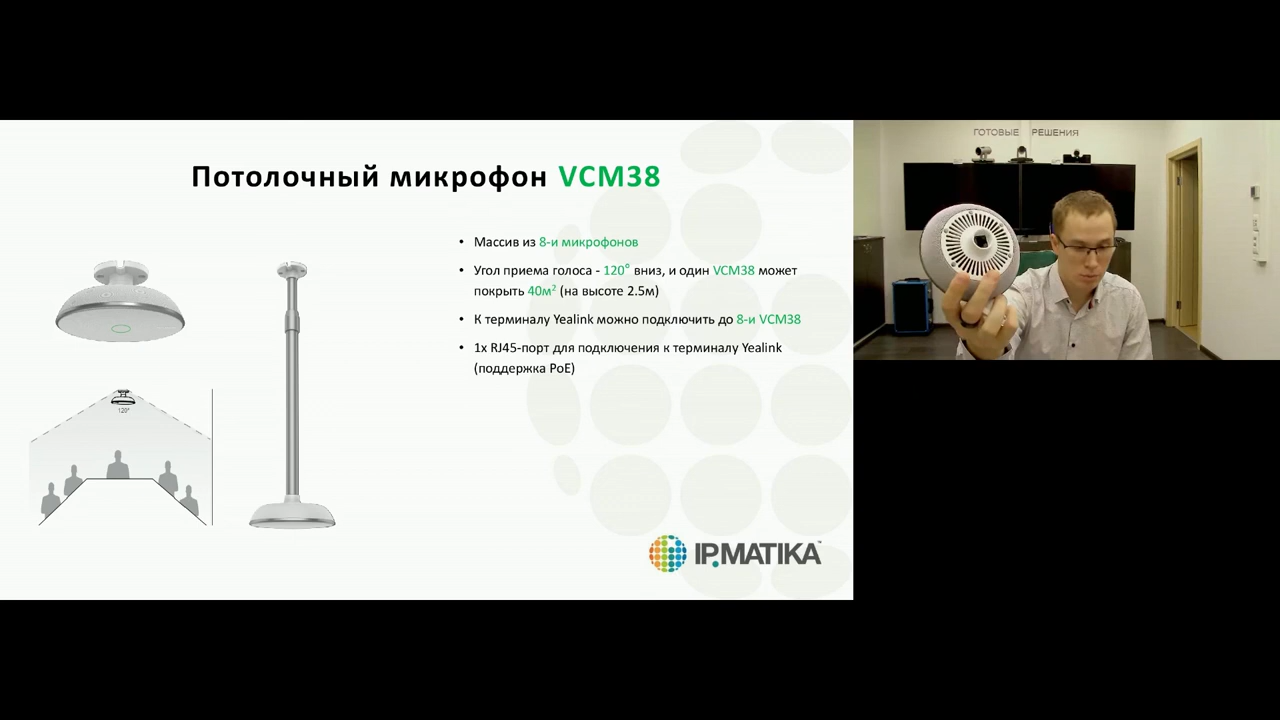 Потолочный микрофон VCM38
• Массив из 8-и микрофонов
• Угол приема голоса - 120° вниз, и один VCM38 может
покрыть 40м² (на высоте 2.5м)
• К терминалу Yealink можно подключить до 8-и VCM38
• 1x RJ45-порт для подключения к терминалу Yealink
(поддержка PoE)
120°
IPMATIKA™
ГОТОВЫЕ РЕШЕНИЯ